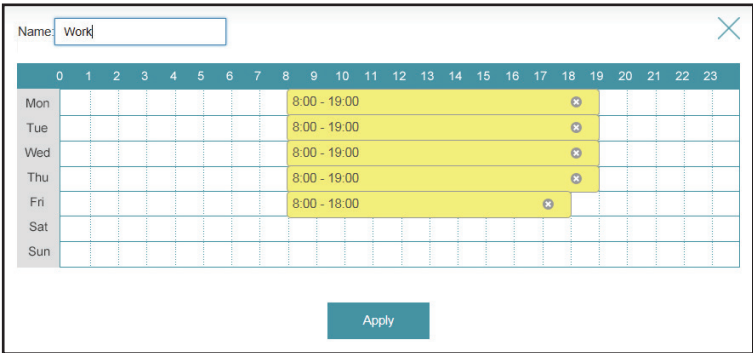 Name: Work
0 1 2 3 4 5 6 7 8 9 10 11 12 13 14 15 16 17 18 19 20 21 22 23
Mon 8:00 - 19:00
Tue 8:00 - 19:00
Wed 8:00 - 19:00
Thu 8:00 - 19:00
Fri 8:00 - 18:00
Sat
Sun
Apply